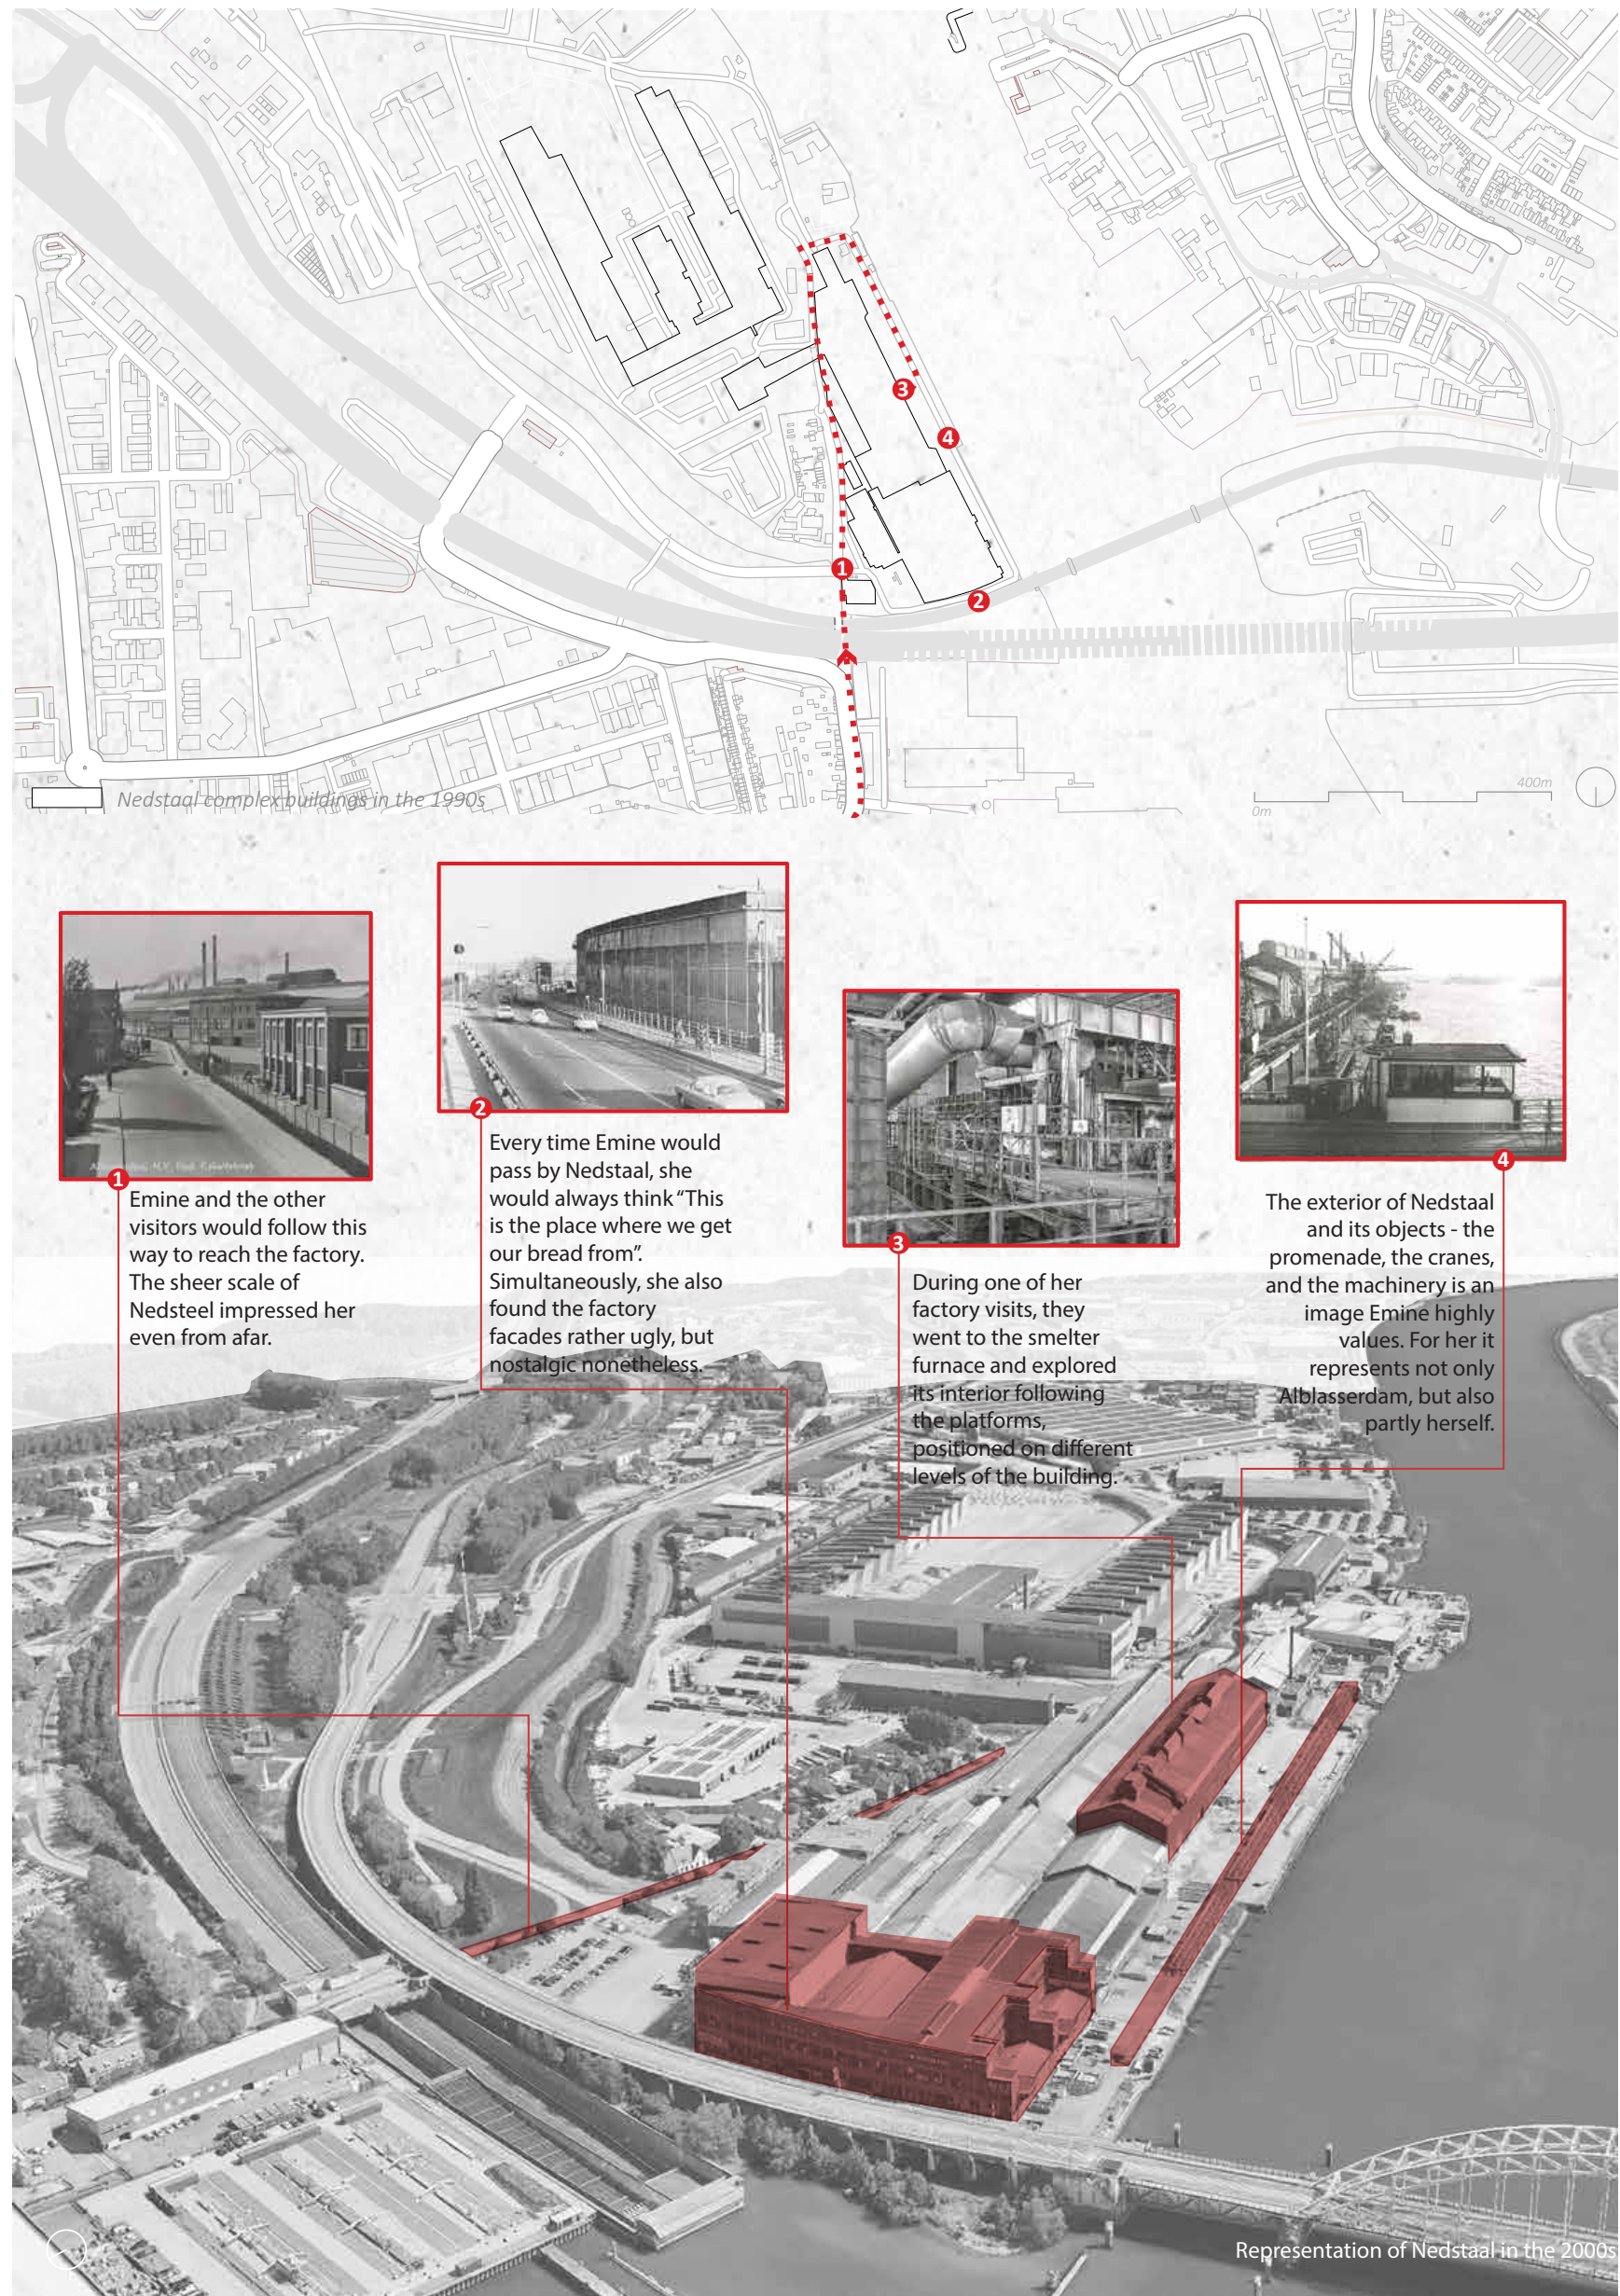 3
4
1
2
Nedstaal complex buildings in the 1990s
400m
0m
1
Emine and the other
visitors would follow this
way to reach the factory.
The sheer scale of
Nedsteel impressed her
even from afar.
2
Every time Emine would
pass by Nedstaal, she
would always think “This
is the place where we get
our bread from”.
Simultaneously, she also
found the factory
facades rather ugly, but
nostalgic nonetheless.
3
During one of her
factory visits, they
went to the smelter
furnace and explored
its interior following
the platforms,
positioned on different
levels of the building.
4
The exterior of Nedstaal
and its objects - the
promenade, the cranes,
and the machinery is an
image Emine highly
values. For her it
represents not only
Alblasserdam, but also
partly herself.
Representation of Nedstaal in the 2000s